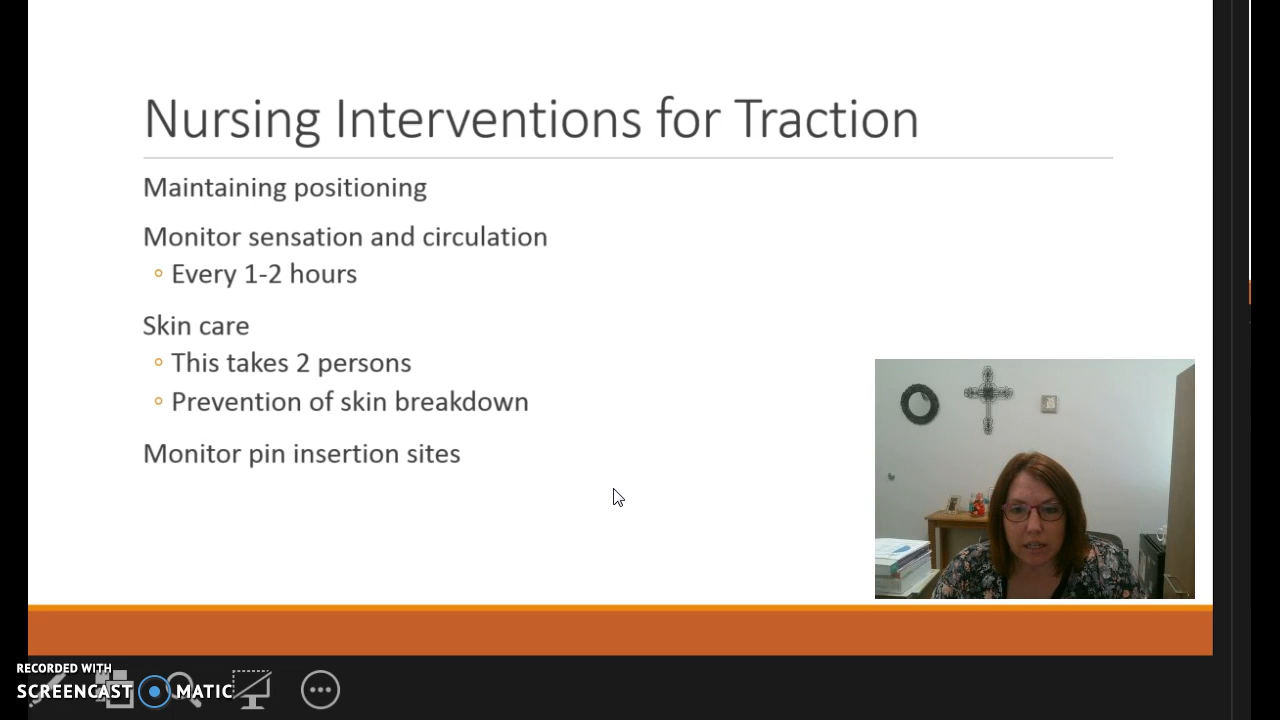 Nursing Interventions for Traction
Maintaining positioning
Monitor sensation and circulation
Every 1-2 hours
Skin care
This takes 2 persons
Prevention of skin breakdown
Monitor pin insertion sites
RECORDED WITH
SCREENCAST MATIC